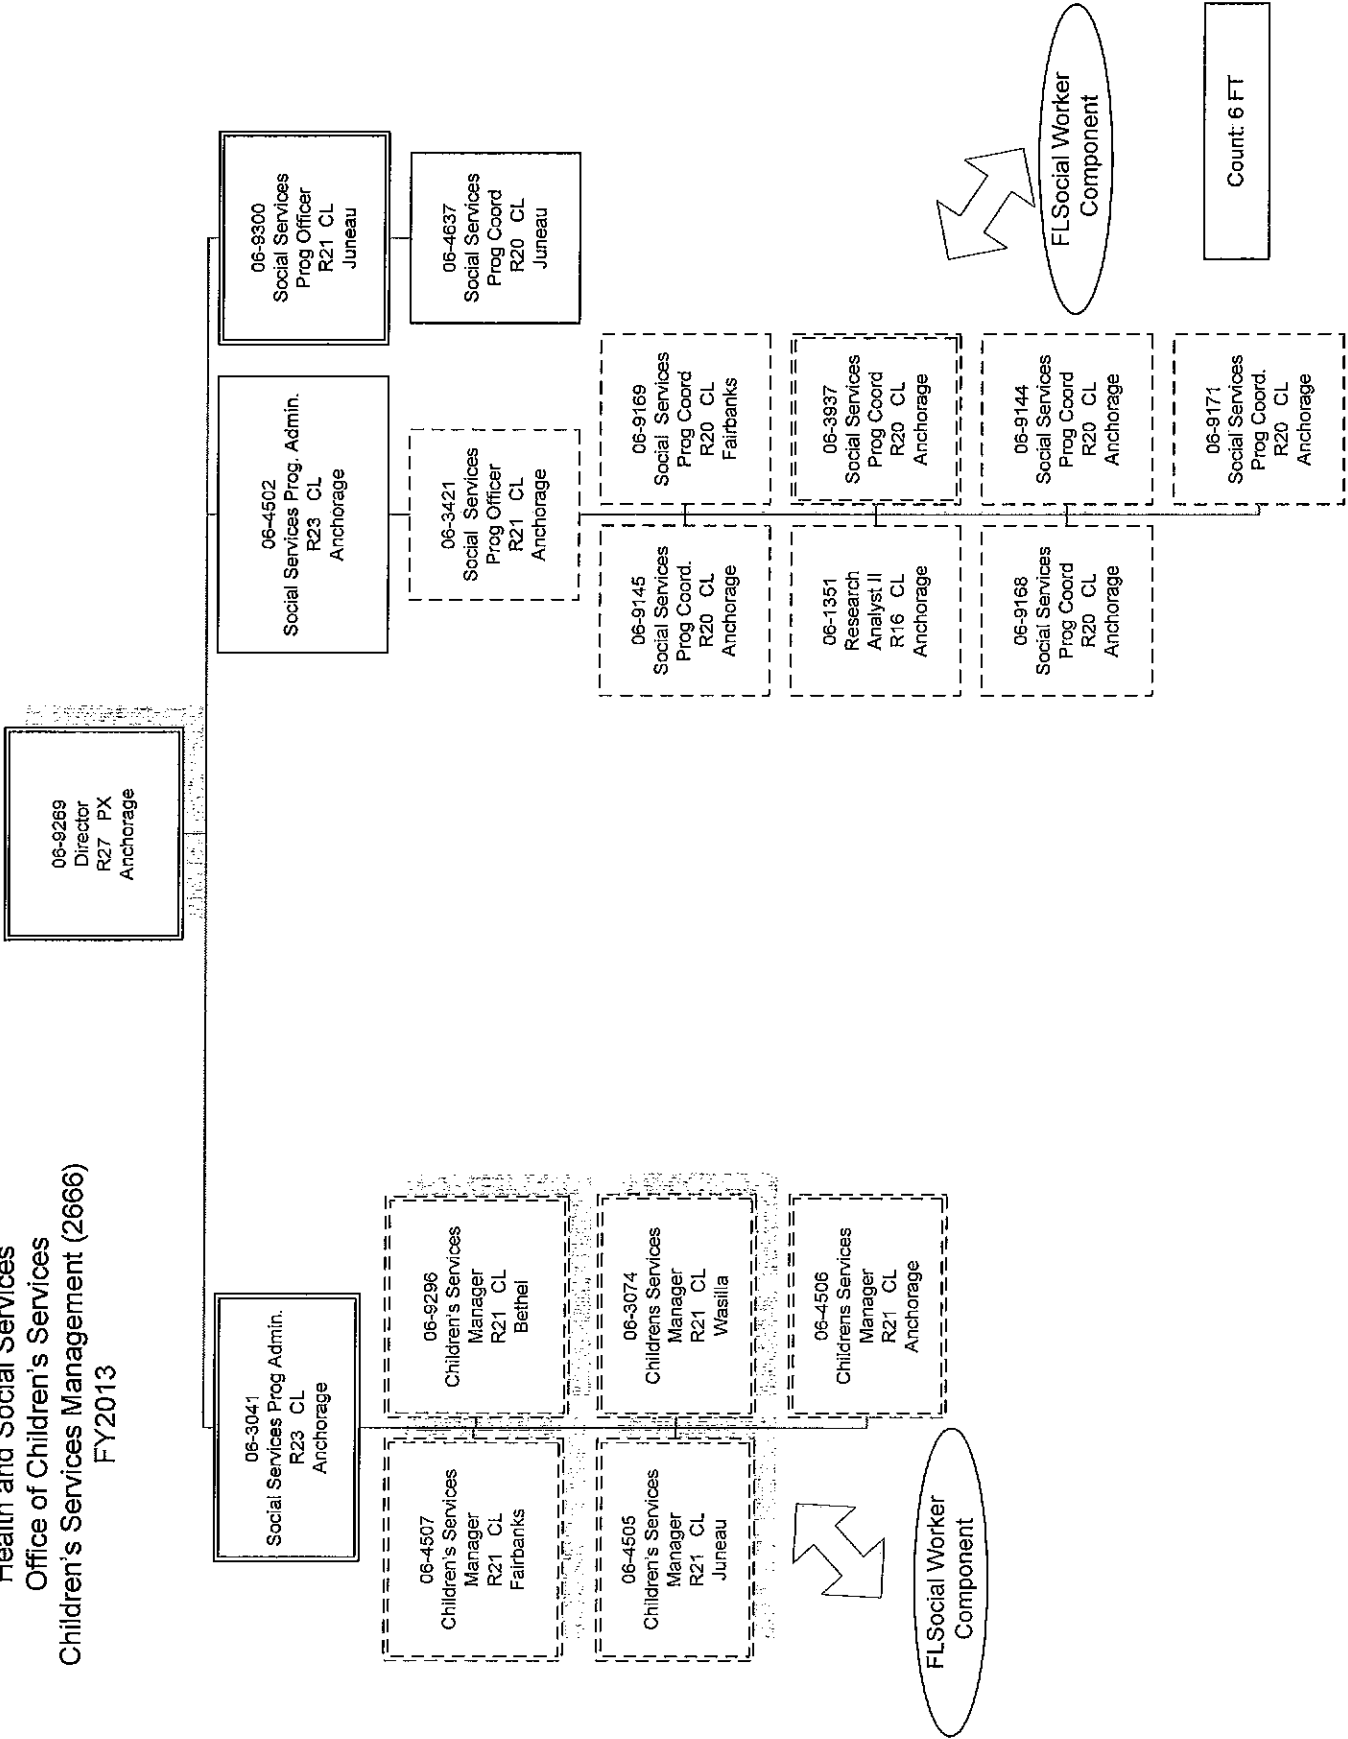 Health and Social Services
Office of Children's Services
Children's Services Management (2666)
FY2013
06-9269
Director
R27 PX
Anchorage
06-3041
Social Services Prog Admin.
R23 CL
Anchorage
06-4502
Social Services Prog. Admin.
R23 CL
Anchorage
06-9300
Social Services
Prog Officer
R21 CL
Juneau
06-4507
Children's Services
Manager
R21 CL
Fairbanks
06-9296
Children's Services
Manager
R21 CL
Bethel
06-3421
Social Services
Prog Officer
R21 CL
Anchorage
06-4637
Social Services
Prog Coord
R20 CL
Juneau
06-4505
Children's Services
Manager
R21 CL
Juneau
06-3074
Childrens Services
Manager
R21 CL
Wasilla
06-9145
Social Services
Prog Coord.
R20 CL
Anchorage
06-9169
Social Services
Prog Coord
R20 CL
Fairbanks
06-4506
Childrens Services
Manager
R21 CL
Anchorage
06-1351
Research
Analyst II
R16 CL
Anchorage
06-3937
Social Services
Prog Coord
R20 CL
Anchorage
FLSocial Worker
Component
06-9168
Social Services
Prog Coord
R20 CL
Anchorage
06-9144
Social Services
Prog Coord
R20 CL
Anchorage
FLSocial Worker
Component
06-9171
Social Services
Prog Coord.
R20 CL
Anchorage
Count: 6 FT